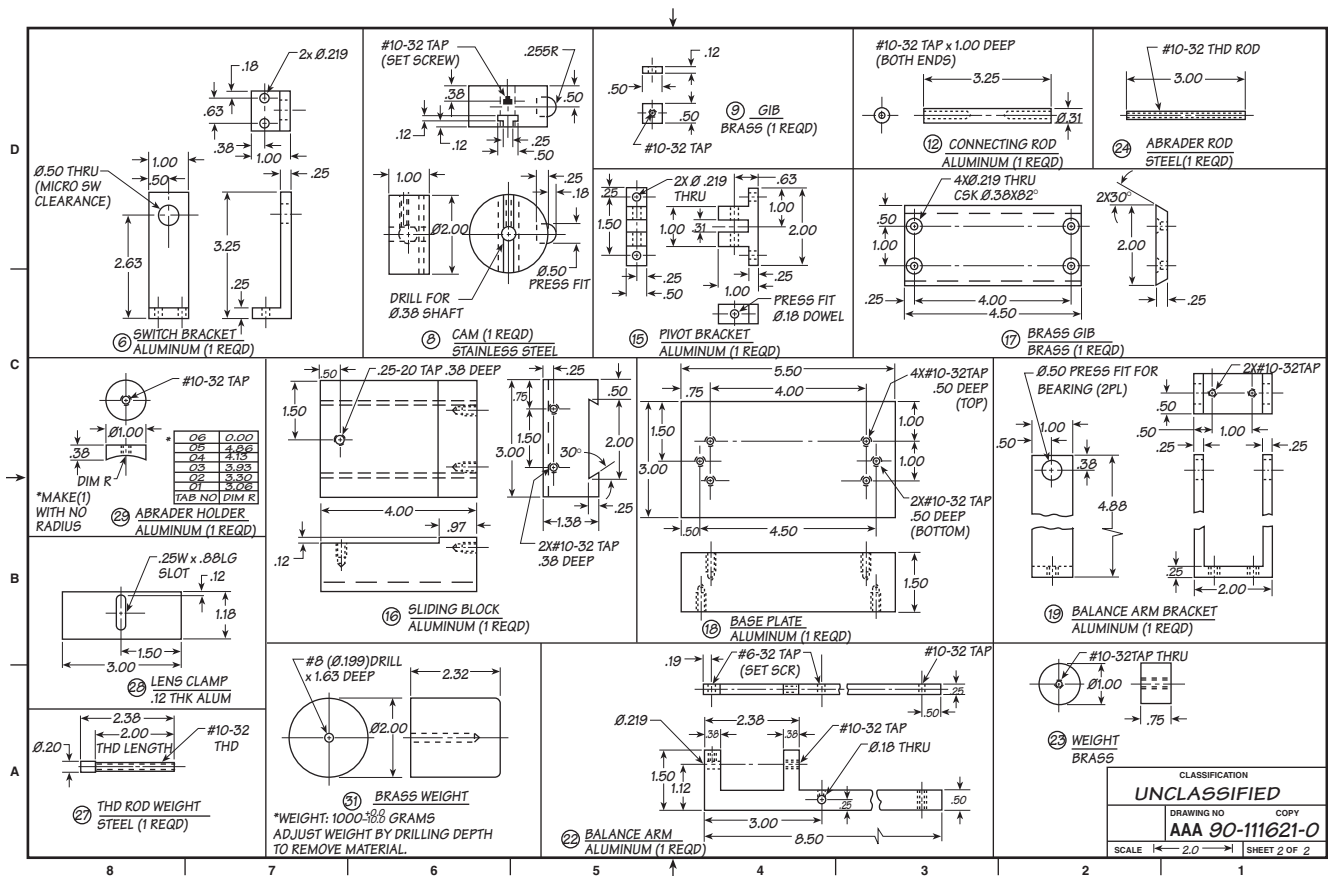 2x Ø.219
.18
.63
.38
1.00
.25
Ø.50 THRU
(MICRO SW
CLEARANCE)
1.00
.50
2.63
3.25
.25
6 SWITCH BRACKET
ALUMINUM (1 REQD)
#10-32 TAP
(SET SCREW)
.255R
.38
.50
.12
.12
.25
.50
1.00
.25
.18
Ø2.00
Ø.50
PRESS FIT
DRILL FOR
Ø.38 SHAFT
8 CAM (1 REQD)
STAINLESS STEEL
.12
.50
.50
#10-32 TAP
9 GIB
BRASS (1 REQD)
#10-32 TAP x 1.00 DEEP
(BOTH ENDS)
3.25
Ø.31
12 CONNECTING ROD
ALUMINUM (1 REQD)
#10-32 THD ROD
3.00
24 ABRADER ROD
STEEL(1 REQD)
2X Ø .219
THRU
.25
1.50
1.00
.31
.63
1.00
2.00
.25
.50
.25
1.00
PRESS FIT
Ø.18 DOWEL
15 PIVOT BRACKET
ALUMINUM (1 REQD)
4XØ.219 THRU
CSK Ø.38X82°
2X30°
.50
1.00
2.00
.25
4.00
4.50
.25
17 BRASS GIB
BRASS (1 REQD)
#10-32 TAP
Ø1.00
.38
DIM R
*MAKE(1)
WITH NO
RADIUS
* 06 0.00
05 4.86
04 4.13
03 3.93
02 3.30
01 3.06
TAB NO DIM R
29 ABRADER HOLDER
ALUMINUM (1 REQD)
.50
.25-20 TAP .38 DEEP
1.50
.25
.75
.50
1.50
3.00
2.00
30°
4.00
.97
.25
1.38
.12
2X#10-32 TAP
.38 DEEP
16 SLIDING BLOCK
ALUMINUM (1 REQD)
5.50
.75
4.00
4X#10-32TAP
.50 DEEP
(TOP)
1.50
3.00
1.00
1.00
2X#10-32 TAP
.50 DEEP
(BOTTOM)
.50
4.50
1.50
18 BASE PLATE
ALUMINUM (1 REQD)
Ø.50 PRESS FIT FOR
BEARING (2PL)
2X#10-32TAP
.50
1.00
.50
.50
1.00
.25
.25
.38
4.88
.25
2.00
19 BALANCE ARM BRACKET
ALUMINUM (1 REQD)
.25W x .88LG
SLOT
.12
1.18
1.50
3.00
28 LENS CLAMP
.12 THK ALUM
2.38
2.00
THD LENGTH
#10-32
THD
Ø.20
27 THD ROD WEIGHT
STEEL (1 REQD)
#8 (Ø.199)DRILL
x 1.63 DEEP
2.32
Ø2.00
31 BRASS WEIGHT
*WEIGHT: 1000 +0.0 -10.0 GRAMS
ADJUST WEIGHT BY DRILLING DEPTH
TO REMOVE MATERIAL.
.19
#6-32 TAP
(SET SCR)
#10-32 TAP
.25
.50
Ø.219
2.38
.38
.38
#10-32 TAP
Ø.18 THRU
1.50
1.12
.25
.50
3.00
8.50
22 BALANCE ARM
ALUMINUM (1 REQD)
#10-32TAP THRU
Ø1.00
.75
23 WEIGHT
BRASS
CLASSIFICATION
UNCLASSIFIED
DRAWING NO COPY
AAA 90-111621-0
SCALE 2.0 SHEET 2 OF 2
D
C
B
A
D
C
B
A
8 7 6 5 4 3 2 1